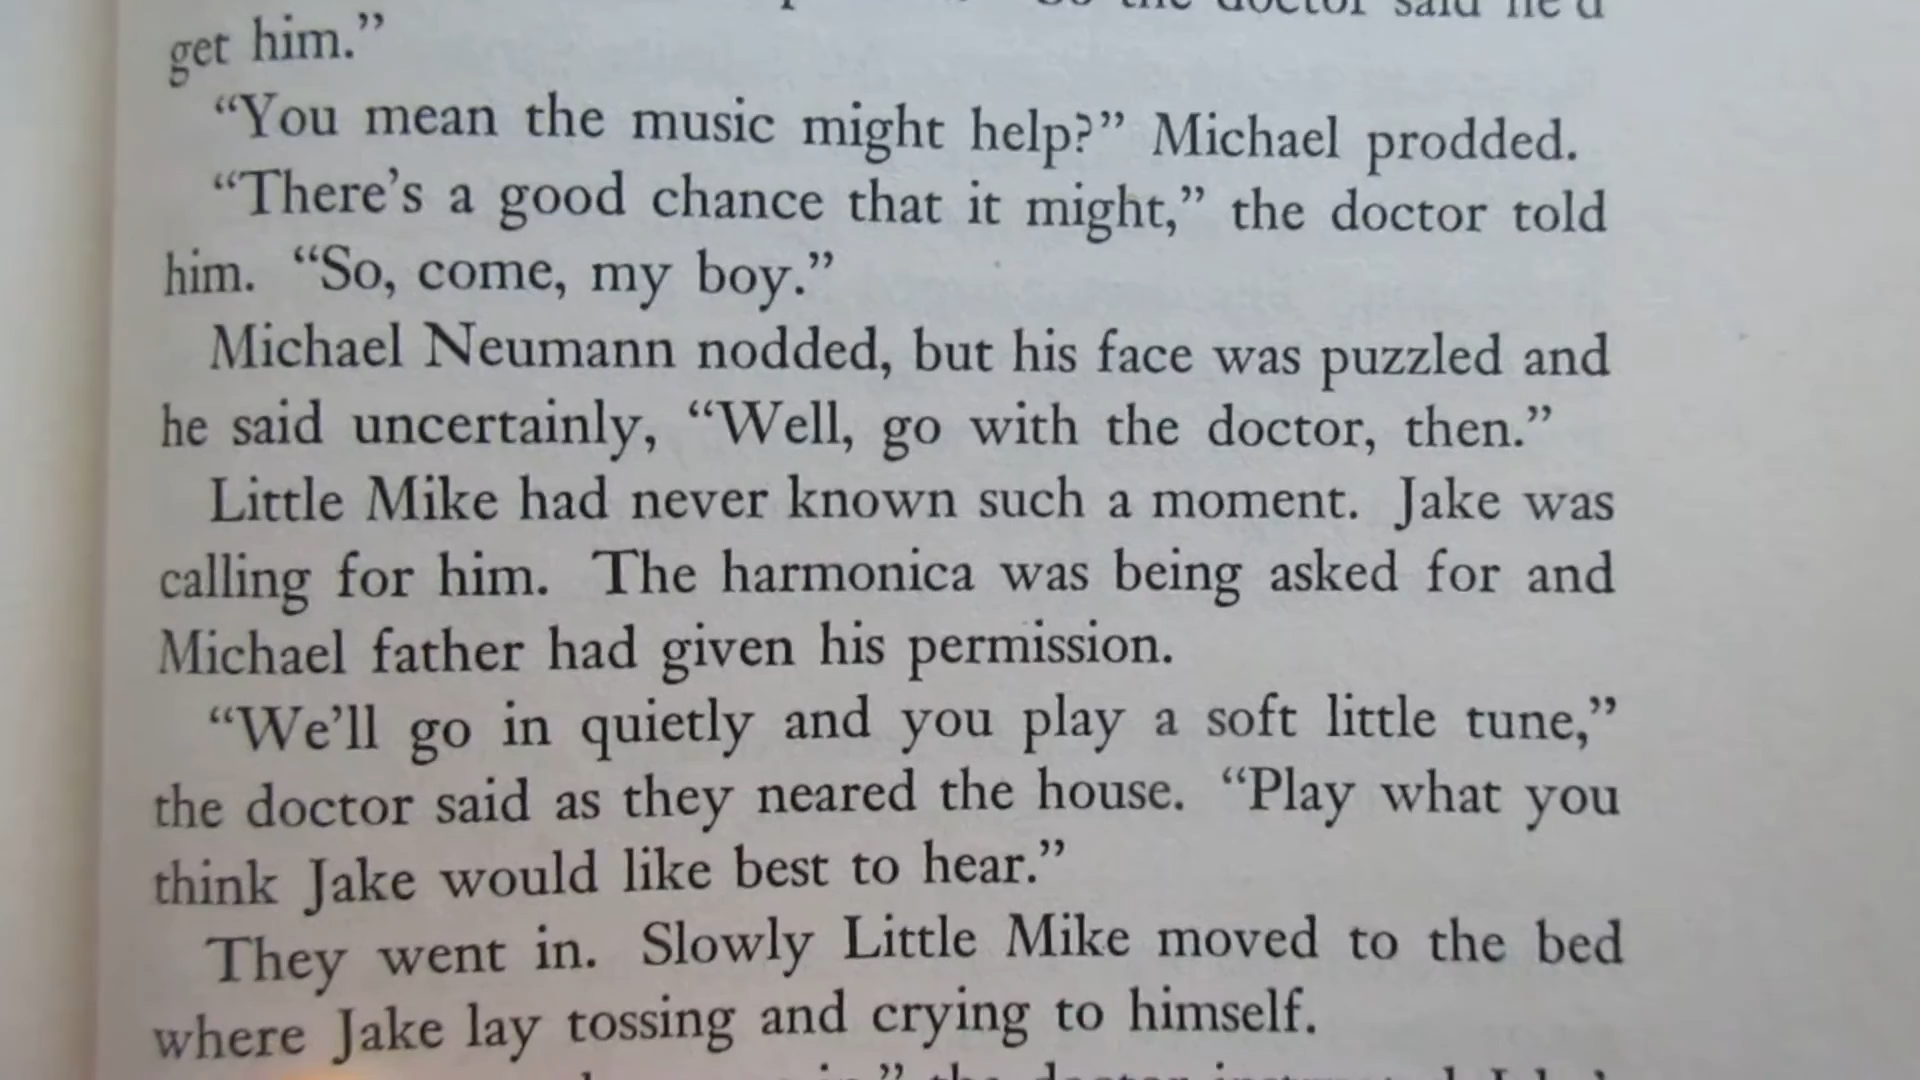 the doctor said he'd
get him.”
“You mean the music might help?” Michael prodded.
“There's a good chance that it might,” the doctor told
him. “So, come, my boy.”
Michael Neumann nodded, but his face was puzzled and
he said uncertainly, “Well, go with the doctor, then.”
Little Mike had never known such a moment. Jake was
calling for him. The harmonica was being asked for and
Michael father had given his permission.
“We'll go in quietly and you play a soft little tune,”
the doctor said as they neared the house. “Play what you
think Jake would like best to hear.”
They went in. Slowly Little Mike moved to the bed
where Jake lay tossing and crying to himself.